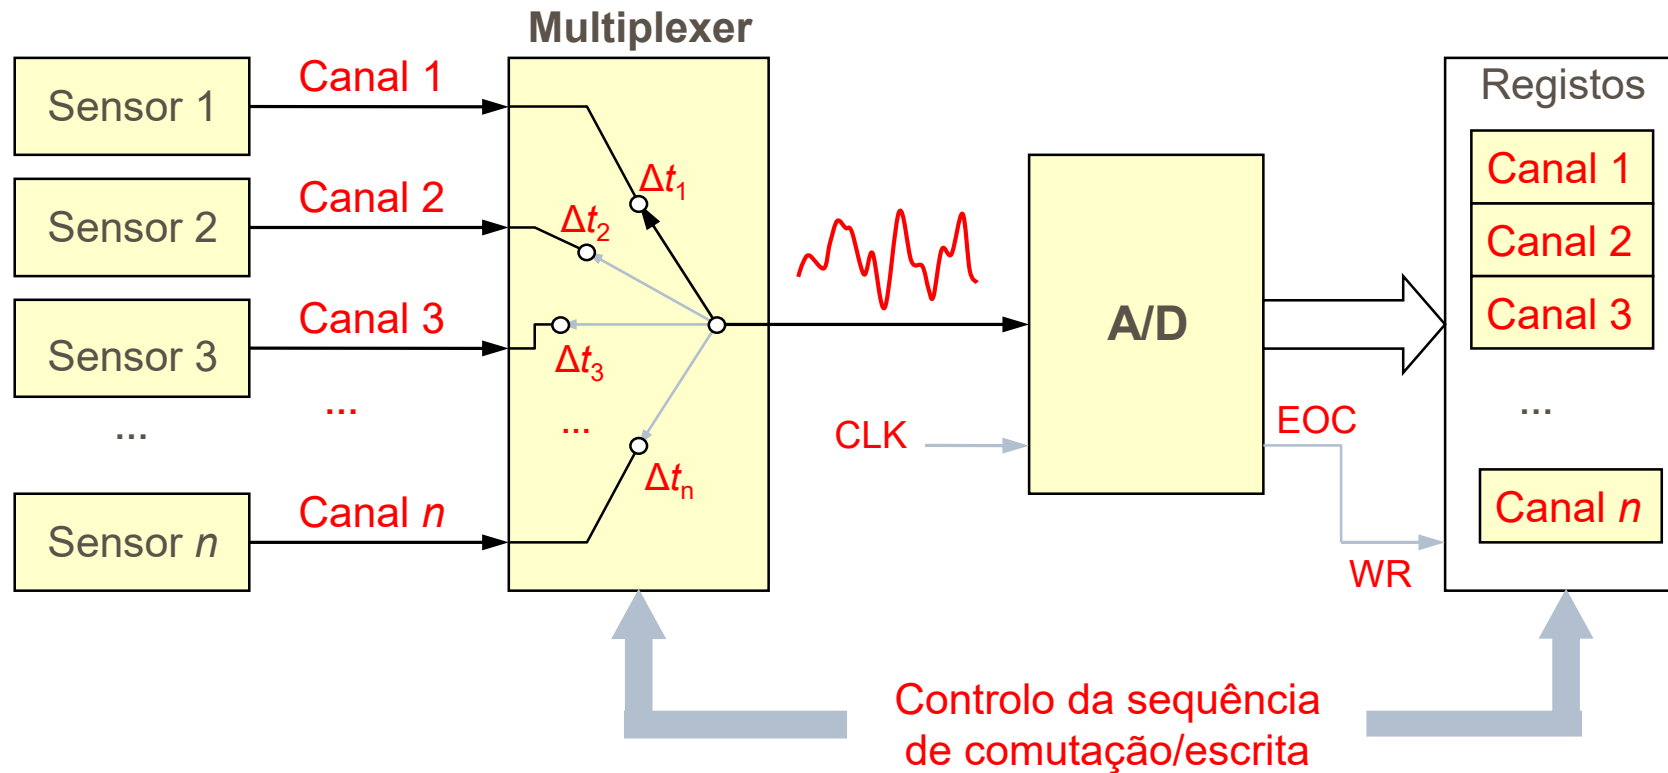 Multiplexer
Sensor 1
Canal 1
Sensor 2
Canal 2
Sensor 3
Canal 3
...
...
Sensor n
Canal n
Δt1
Δt2
Δt3
...
Δtn
A/D
CLK
EOC
WR
Registos
Canal 1
Canal 2
Canal 3
...
Canal n
Controlo da sequência
de comutação/escrita